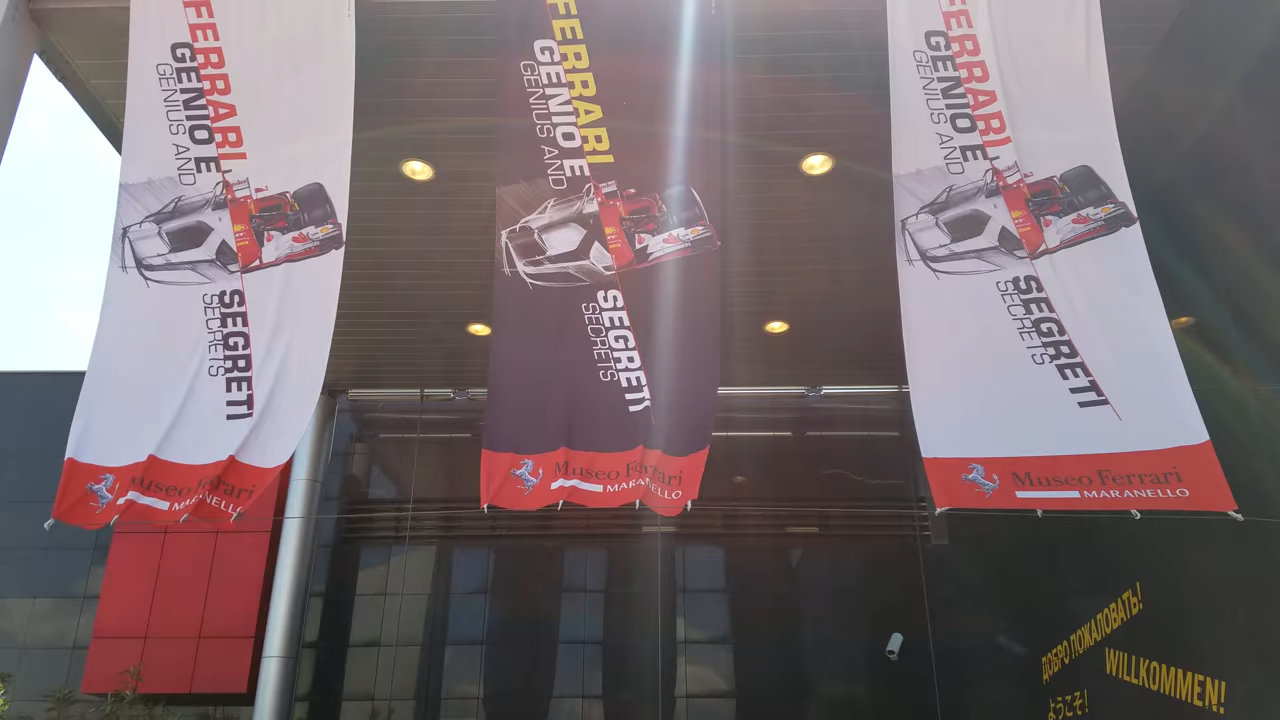 FERRARI
GENIO E
GENIUS AND
SEGRETI
SECRETS
Museo Ferrari
MARANELLO
FERRARI
GENIO E
GENIUS AND
SEGRETI
SECRETS
Museo Ferrari
MARANELLO
FERRARI
GENIO E
GENIUS AND
SEGRETI
SECRETS
Museo Ferrari
MARANELLO
ДОБРО ПОЖАЛОВАТЬ!
WILLKOMMEN!
ようこそ!